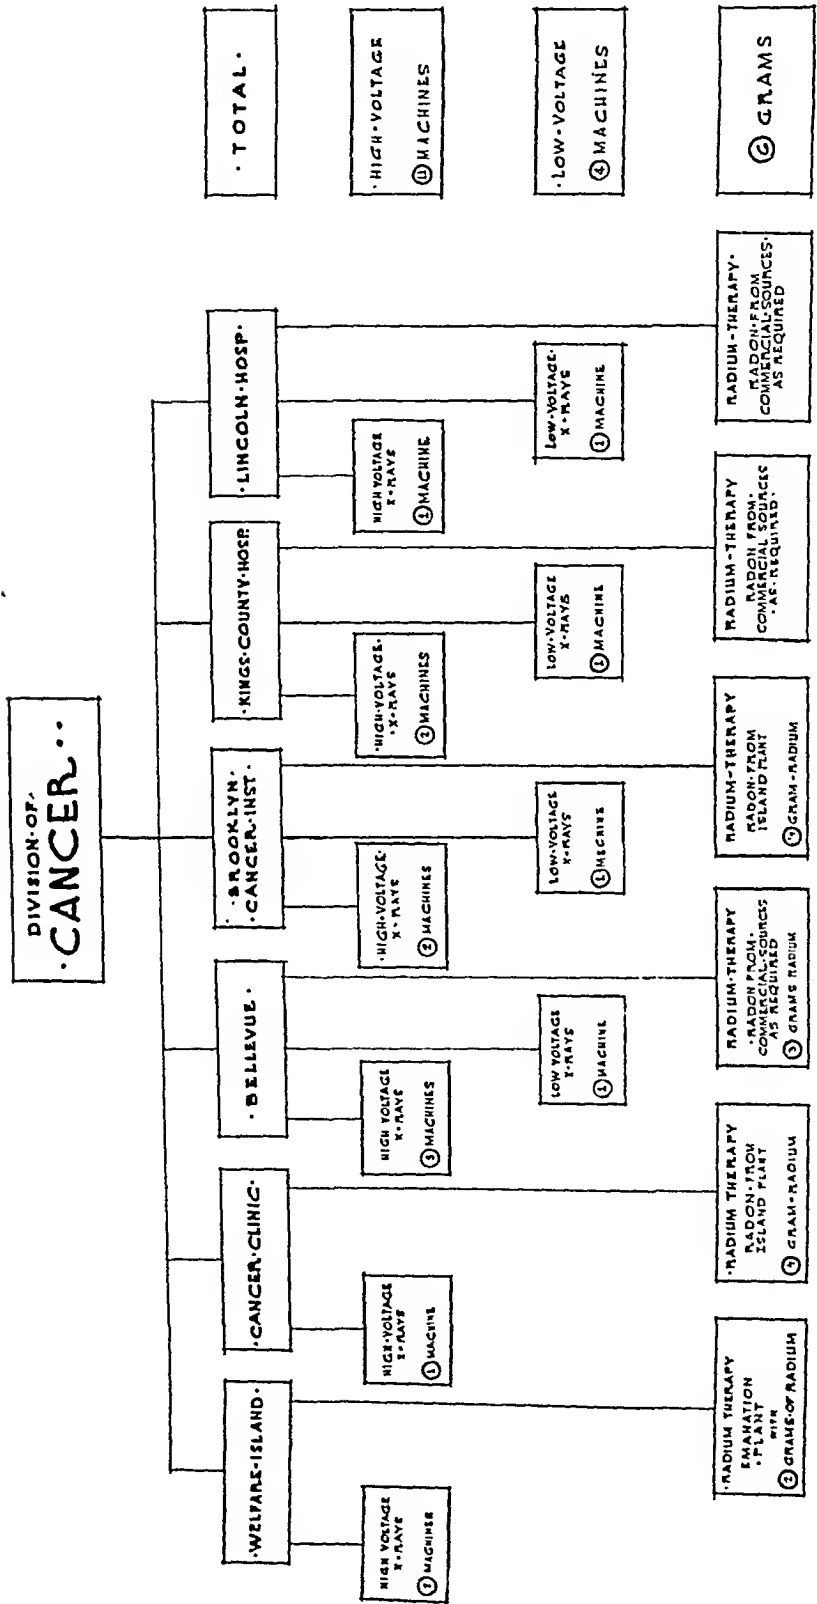 DIVISION·OF·
·CANCER··
·WELFARE·ISLAND·
·CANCER·CLINIC·
·BELLEVUE·
·BROOKLYN·
·CANCER·INST·
·KINGS·COUNTY·HOSP.
·LINCOLN·HOSP·
·TOTAL·
HIGH VOLTAGE
X·RAYS
② MACHINES
HIGH·VOLTAGE
X·RAYS
① MACHINE
HIGH VOLTAGE
X·RAYS
③ MACHINES
·HIGH·VOLTAGE·
X·RAYS
② MACHINES
·HIGH·VOLTAGE·
·X·RAYS
② MACHINES
HIGH VOLTAGE
X·RAYS
① MACHINE
·HIGH·VOLTAGE
⑪ MACHINES
LOW VOLTAGE
X·RAYS
① MACHINE
LOW·VOLTAGE
X·RAYS
① MACHINE
LOW·VOLTAGE
X·RAYS
① MACHINE
LOW·VOLTAGE·
X·RAYS
① MACHINE
·LOW·VOLTAGE
④ MACHINES
·RADIUM THERAPY
EMANATION
·PLANT
WITH
② GRAMS·OF RADIUM
·RADIUM THERAPY
RADON·FROM
ISLAND PLANT
GRAM·RADIUM
RADIUM·THERAPY
·RADON FROM·
COMMERCIAL·SOURCES
AS REQUIRED
③ GRAMS RADIUM
RADIUM-THERAPY
RADON·FROM
ISLAND PLANT
GRAM·RADIUM
RADIUM-THERAPY
RADON FROM·
COMMERCIAL SOURCES
·AS·REQUIRED·
RADIUM-THERAPY·
RADON·FROM
COMMERCIAL·SOURCES·
AS REQUIRED
⑥ GRAMS